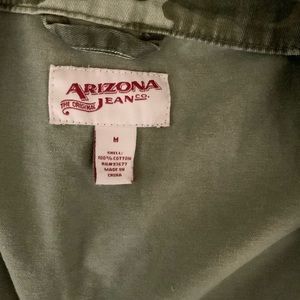 ARIZONA
THE ORIGINAL JEAN CO.
M
SHELL:
100% COTTON
RN#93677
MADE IN
CHINA